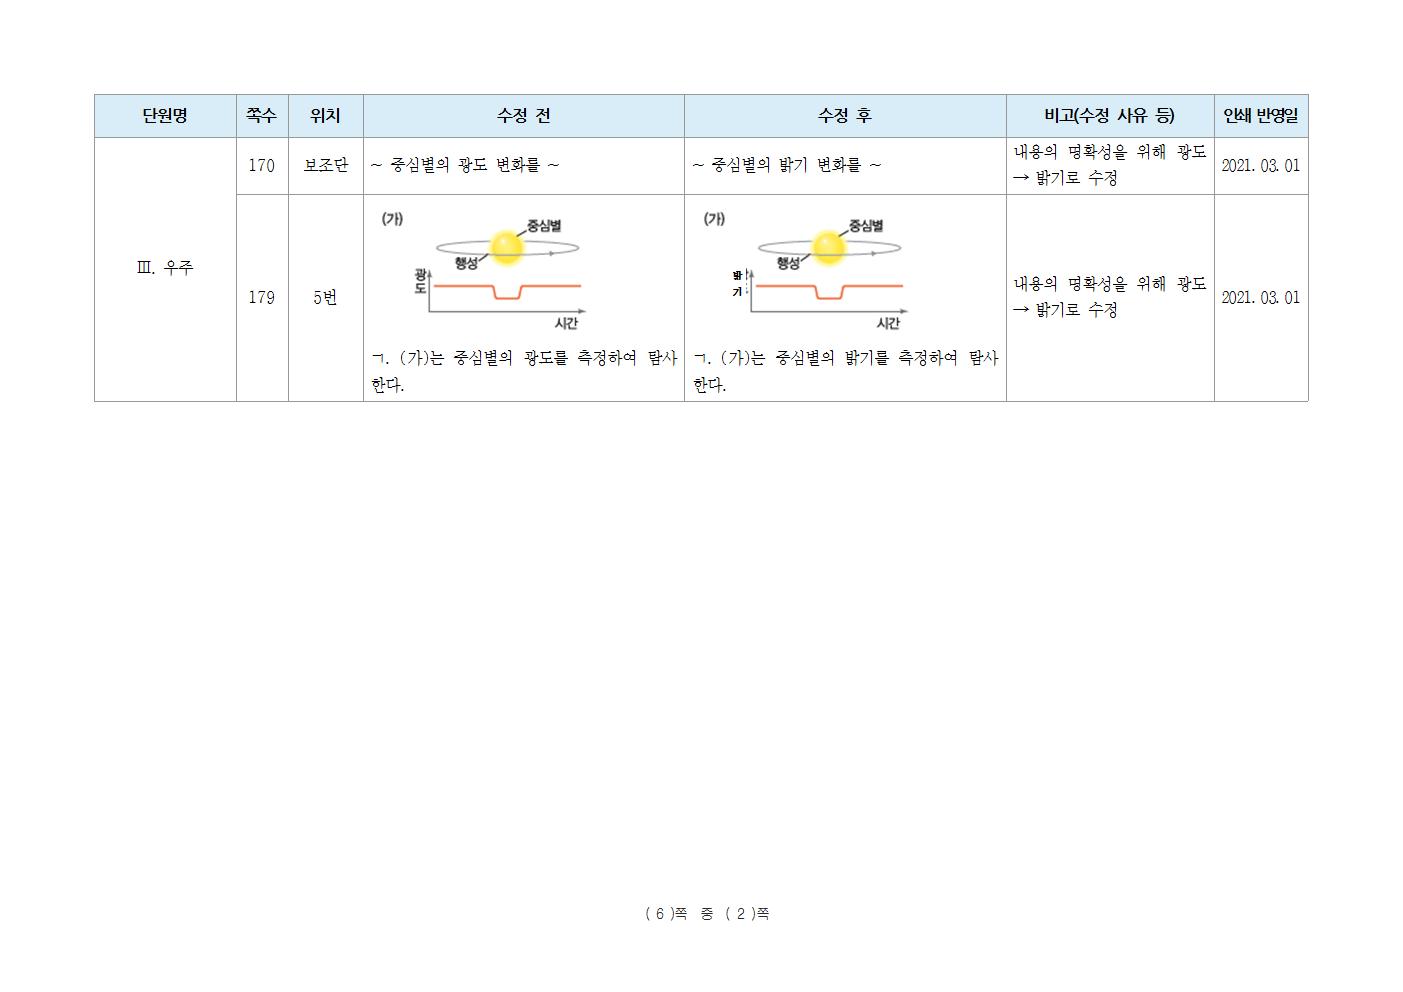 단원명 쪽수 위치 수정 전 수정 후 비고(수정 사유 등) 인쇄 반영일
Ⅲ. 우주
170 보조단 ~ 중심별의 광도 변화를 ~ ~ 중심별의 밝기 변화를 ~ 내용의 명확성을 위해 광도
→ 밝기로 수정
2021. 03. 01
179 5번
(가)
중심별
행성
광
도
시간
ㄱ. (가)는 중심별의 광도를 측정하여 탐사
한다.
(가)
중심별
행성
밝
기
시간
ㄱ. (가)는 중심별의 밝기를 측정하여 탐사
한다.
내용의 명확성을 위해 광도
→ 밝기로 수정
2021. 03. 01
( 6 )쪽 중 ( 2 )쪽